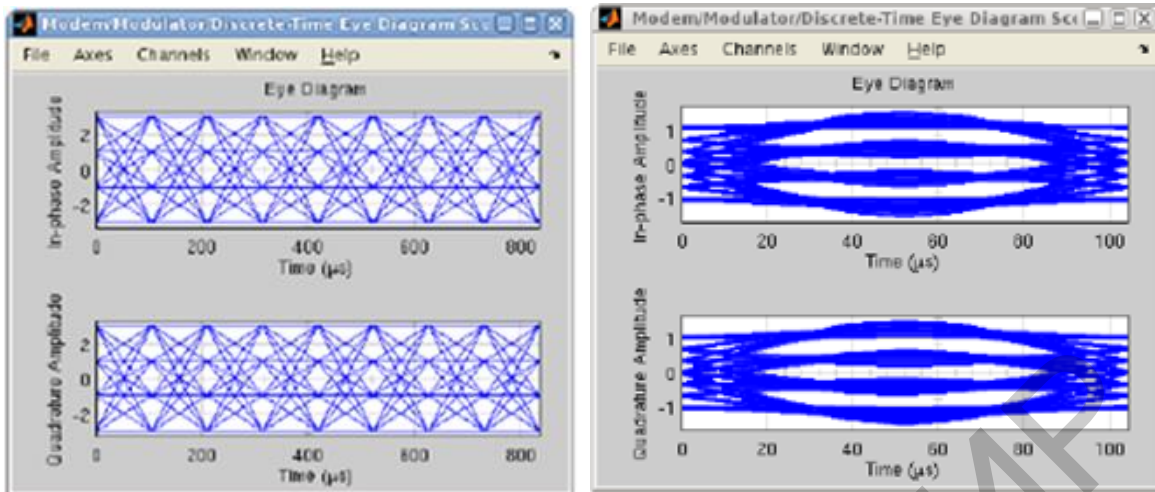 Modem/Modulator/Discrete-Time Eye Diagram Sco
File Axes Channels Window Help
Eye Diagram
In-phase Amplitude
2
0
-2
0 200 400 600 800
Time (µs)
Quadrature Amplitude
2
0
-2
0 200 400 600 800
Time (µs)
Modem/Modulator/Discrete-Time Eye Diagram Sco
File Axes Channels Window Help
Eye Diagram
In-phase Amplitude
1
0
-1
0 20 40 60 80 100
Time (µs)
Quadrature Amplitude
1
0
-1
0 20 40 60 80 100
Time (µs)